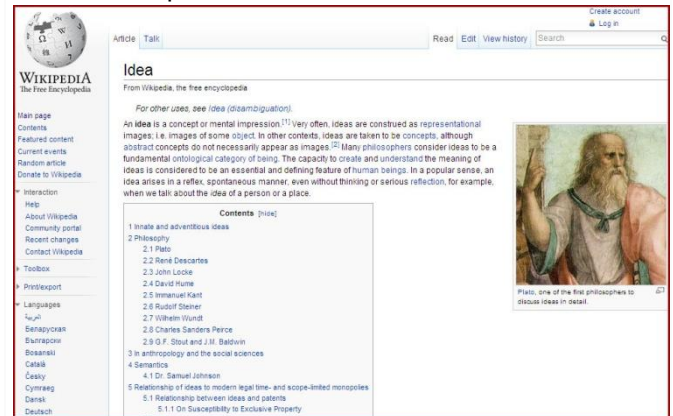 Create account
Log in
Article Talk
Read Edit View history Search
WIKIPEDIA
The Free Encyclopedia
Main page
Contents
Featured content
Current events
Random article
Donate to Wikipedia
Interaction
Help
About Wikipedia
Community portal
Recent changes
Contact Wikipedia
Toolbox
Print/export
Languages
العربية
Беларуская
Български
Bosanski
Català
Česky
Cymraeg
Dansk
Deutsch
Idea
From Wikipedia, the free encyclopedia
For other uses, see Idea (disambiguation).
An idea is a concept or mental impression.[1] Very often, ideas are construed as representational
images; i.e. images of some object. In other contexts, ideas are taken to be concepts, although
abstract concepts do not necessarily appear as images.[2] Many philosophers consider ideas to be a
fundamental ontological category of being. The capacity to create and understand the meaning of
ideas is considered to be an essential and defining feature of human beings. In a popular sense, an
idea arises in a reflex, spontaneous manner, even without thinking or serious reflection, for example,
when we talk about the idea of a person or a place.
Contents [hide]
1 Innate and adventitious ideas
2 Philosophy
2.1 Plato
2.2 René Descartes
2.3 John Locke
2.4 David Hume
2.5 Immanuel Kant
2.6 Rudolf Steiner
2.7 Wilhelm Wundt
2.8 Charles Sanders Peirce
2.9 G.F. Stout and J.M. Baldwin
3 In anthropology and the social sciences
4 Semantics
4.1 Dr. Samuel Johnson
5 Relationship of ideas to modern legal time- and scope-limited monopolies
5.1 Relationship between ideas and patents
5.1.1 On Susceptibility to Exclusive Property
Plato, one of the first philosophers to
discuss ideas in detail.